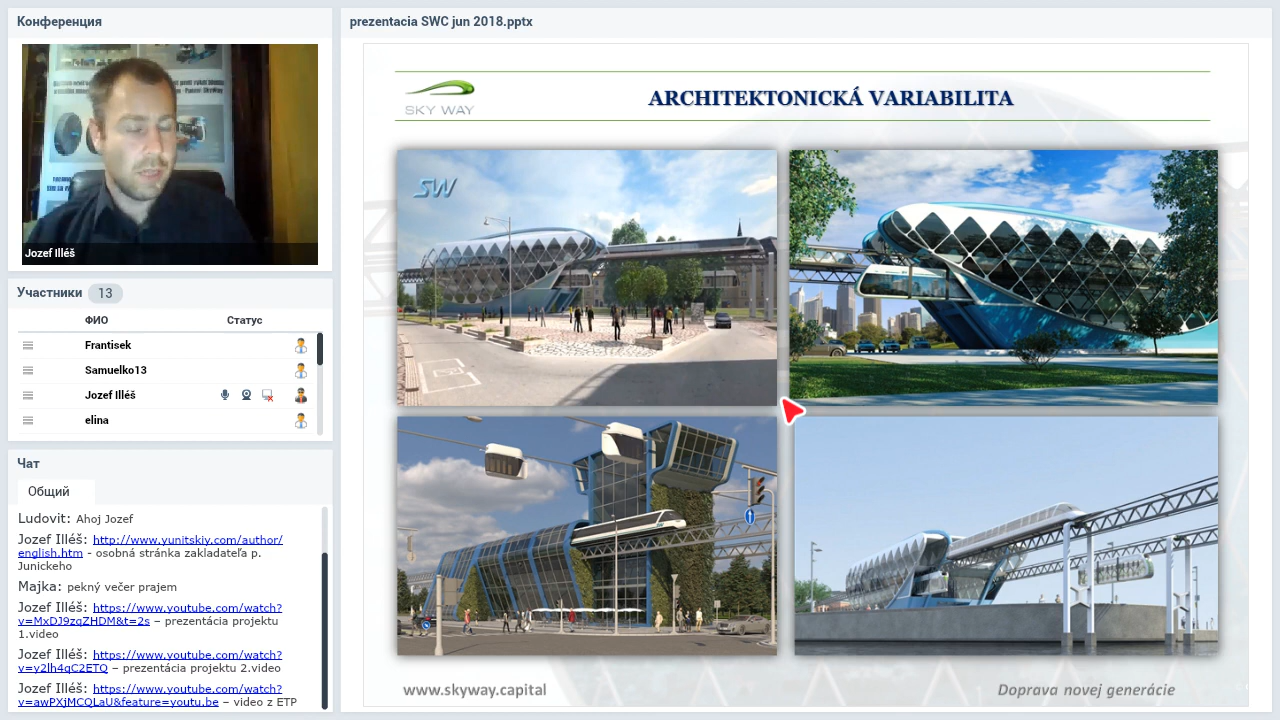 Конференция
Jozef Illéš
Участники 13
ФИО Статус
Frantisek
Samuelko13
Jozef Illéš
elina
Чат
Общий
Ludovit: Ahoj Jozef
Jozef Illéš: http://www.yunitskiy.com/author/
english.htm - osobná stránka zakladateľa p.
Junickeho
Majka: pekný večer prajem
Jozef Illéš: https://www.youtube.com/watch?
v=MxDJ9zqZHDM&t=2s – prezentácia projektu
1.video
Jozef Illéš: https://www.youtube.com/watch?
v=y2lh4qC2ETQ – prezentácia projektu 2.video
Jozef Illéš: https://www.youtube.com/watch?
v=awPXjMCQLaU&feature=youtu.be – video z ETP
prezentacia SWC jun 2018.pptx
SKY WAY
ARCHITEKTONICKÁ VARIABILITA
SW
www.skyway.capital
Doprava novej generácie